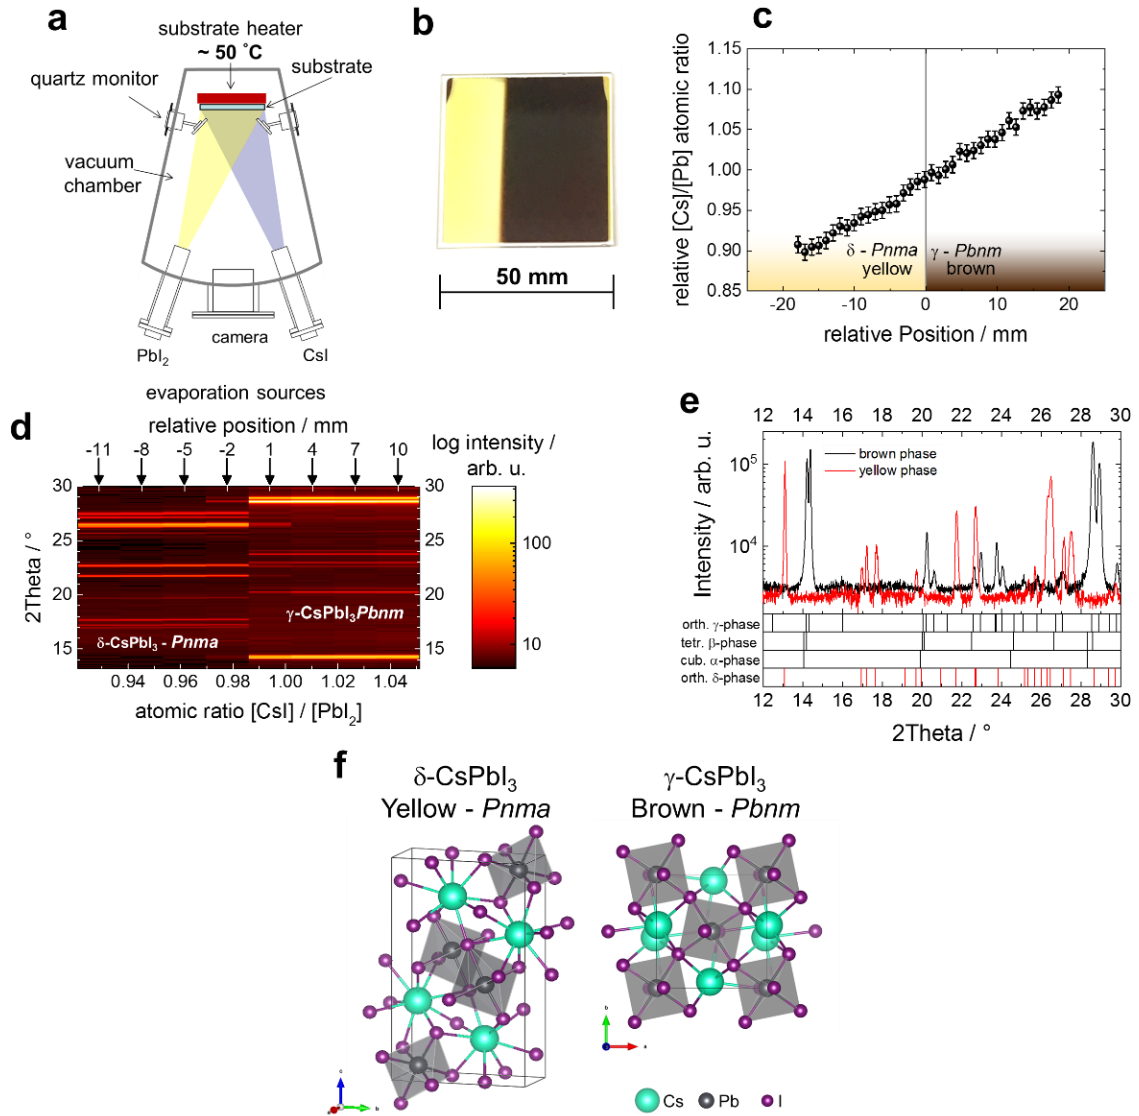 a
substrate heater
~ 50 °C
substrate
quartz monitor
vacuum
chamber
PbI2
camera
CsI
evaporation sources
b
50 mm
c
relative [Cs]/[Pb] atomic ratio
1.15
1.10
1.05
1.00
0.95
0.90
0.85
δ - Pnma
yellow
γ - Pbnm
brown
-20 -10 0 10 20
relative Position / mm
d
relative position / mm
-11 -8 -5 -2 1 4 7 10
2Theta / °
30
25
20
15
30
25
20
15
δ-CsPbI3 - Pnma
γ-CsPbI3Pbnm
0.94 0.96 0.98 1.00 1.02 1.04
atomic ratio [CsI] / [PbI2]
log intensity /
arb. u.
100
10
e
12 14 16 18 20 22 24 26 28 30
Intensity / arb. u.
10^5
10^4
brown phase
yellow phase
orth. γ-phase
tetr. β-phase
cub. α-phase
orth. δ-phase
12 14 16 18 20 22 24 26 28 30
2Theta / °
f
δ-CsPbI3
Yellow - Pnma
γ-CsPbI3
Brown - Pbnm
c
a
b
b
a
Cs Pb I